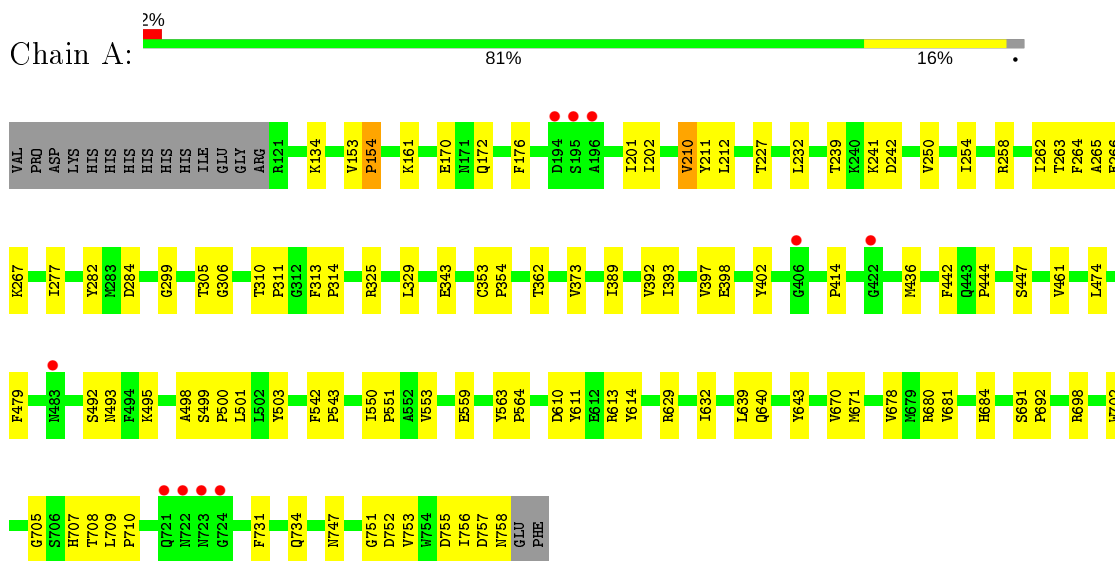 2%
Chain A:
81% 16% •
VAL PRO ASP LYS HIS HIS HIS HIS HIS HIS ILE GLU GLY ARG R121 K134 V153 P154 K161 E170 N171 Q172 F176 D194 S195 A196 I201 I202 V210 Y211 L212 T227 L232 T239 K240 K241 D242 V250 I254 R258 I262 T263 F264 A265
K267 I277 Y282 M283 D284 G299 T305 G306 T310 P311 G312 F313 P314 R325 L329 E343 C353 P354 T362 V373 I389 V392 I393 V397 E398 Y402 G406 P414 G422 M436 F442 Q443 P444 S447 V461 L474
F479 N483 S492 N493 F494 K495 A498 S499 P500 L501 L502 Y503 F542 P543 I550 P551 A552 V553 E559 Y563 P564 D610 Y611 E612 R613 Y614 R629 I632 L639 Q640 Y643 V670 M671 V678 M679 R680 V681 H684 S691 P692 R698
G705 S706 H707 T708 L709 P710 Q721 N722 N723 G724 F731 Q734 N747 G751 D752 V753 W754 D755 I756 D757 N758 GLU PHE